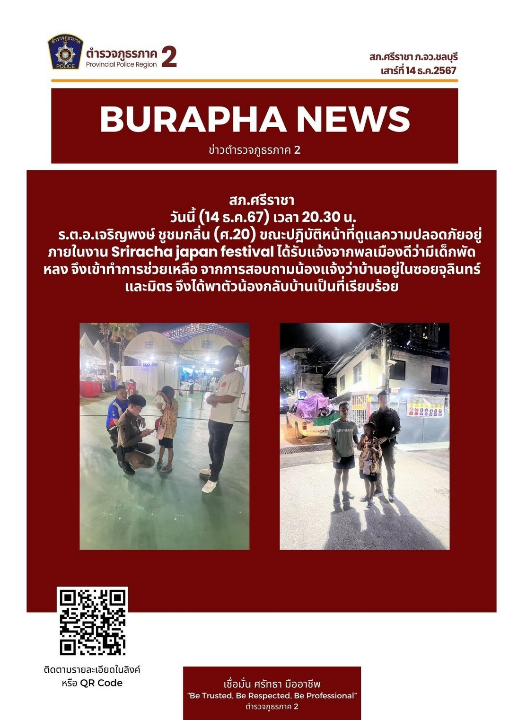 ตำรวจภูธรภาค 2
Provincial Police Region
POLICE
สภ.ศรีราชา ภ.จว.ชลบุรี
เสาร์ที่ 14 ธ.ค.2567
BURAPHA NEWS
ข่าวตำรวจภูธรภาค 2
สภ.ศรีราชา
วันนี้ (14 ธ.ค.67) เวลา 20.30 น.
ร.ต.อ.เจริญพงษ์ ชูชมกลิ่น (ศ.20) ขณะปฎิบัติหน้าที่ดูแลความปลอดภัยอยู่
ภายในงาน Sriracha japan festival ได้รับแจ้งจากพลเมืองดีว่ามีเด็กพัด
หลง จึงเข้าทำการช่วยเหลือ จากการสอบถามน้องแจ้งว่าบ้านอยู่ในซอยจุลินทร์
และมิตร จึงได้พาตัวน้องกลับบ้านเป็นที่เรียบร้อย
ติดตามรายละเอียดในลิงค์
หรือ QR Code
เชื่อมั่น ศรัทธา มืออาชีพ
"Be Trusted, Be Respected, Be Professional"
ตำรวจภูธรภาค 2